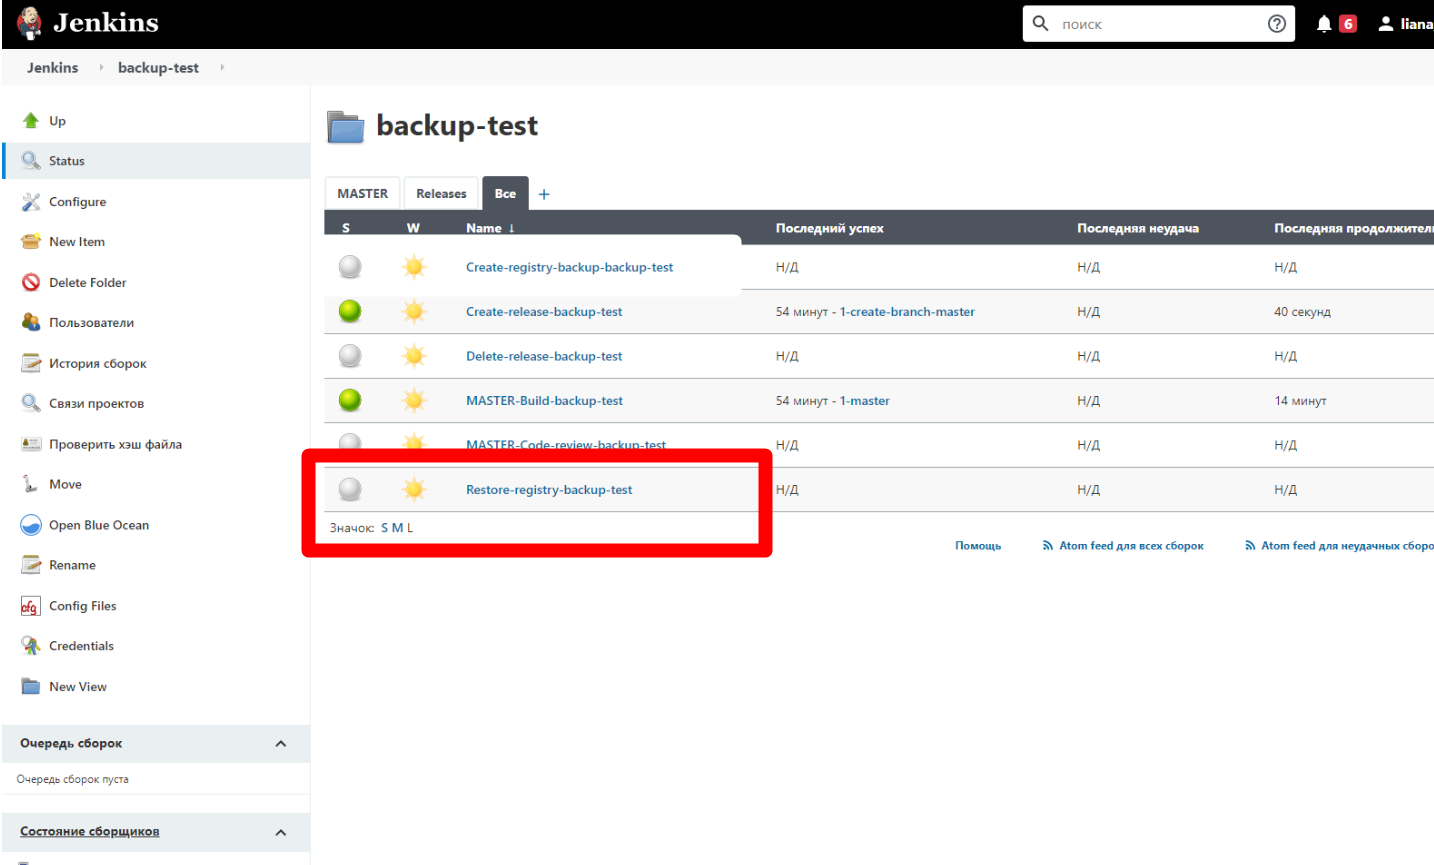 Jenkins
поиск
6
liana
Jenkins
backup-test
Up
Status
Configure
New Item
Delete Folder
Пользователи
История сборок
Связи проектов
Проверить хэш файла
Move
Open Blue Ocean
Rename
cfg Config Files
Credentials
New View
Очередь сборок
Очередь сборок пуста
Состояние сборщиков
backup-test
MASTER Releases Все +
S W Name ↓ Последний успех Последняя неудача Последняя продолжител
Create-registry-backup-backup-test Н/Д Н/Д Н/Д
Create-release-backup-test 54 минут - 1-create-branch-master Н/Д 40 секунд
Delete-release-backup-test Н/Д Н/Д Н/Д
MASTER-Build-backup-test 54 минут - 1-master Н/Д 14 минут
MASTER-Code-review-backup-test Н/Д Н/Д Н/Д
Restore-registry-backup-test Н/Д Н/Д Н/Д
Значок: S M L
Помощь Atom feed для всех сборок Atom feed для неудачных сборо